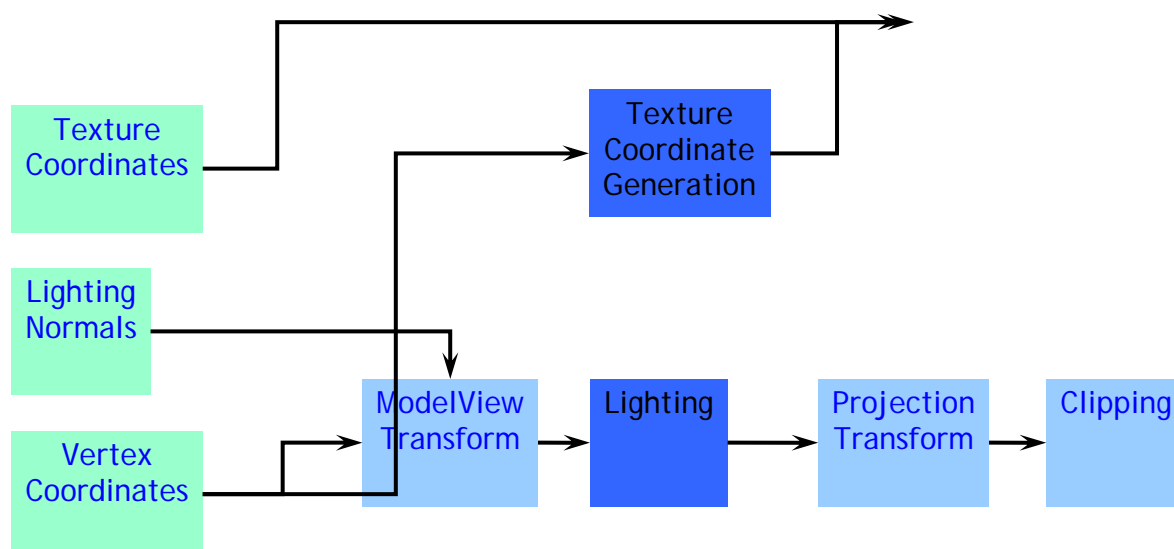 Texture
Coordinates
Texture
Coordinate
Generation
Lighting
Normals
ModelView
Transform
Lighting
Projection
Transform
Clipping
Vertex
Coordinates